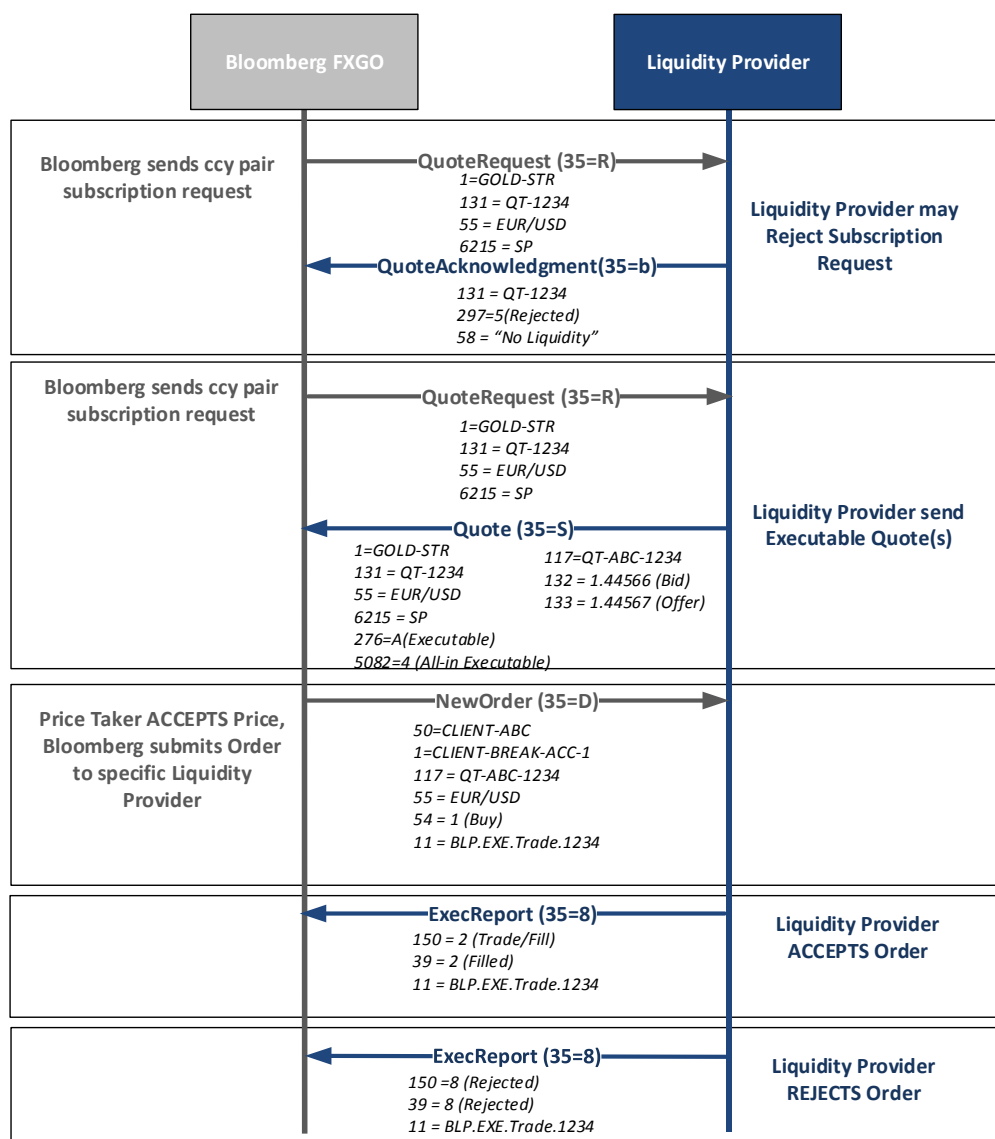 Bloomberg FXGO
Liquidity Provider
Bloomberg sends ccy pair
subscription request
QuoteRequest (35=R)
1=GOLD-STR
131 = QT-1234
55 = EUR/USD
6215 = SP
QuoteAcknowledgment(35=b)
131 = QT-1234
297=5(Rejected)
58 = “No Liquidity”
Liquidity Provider may
Reject Subscription
Request
Bloomberg sends ccy pair
subscription request
QuoteRequest (35=R)
1=GOLD-STR
131 = QT-1234
55 = EUR/USD
6215 = SP
Quote (35=S)
1=GOLD-STR
131 = QT-1234
55 = EUR/USD
6215 = SP
276=A(Executable)
5082=4 (All-in Executable)
117=QT-ABC-1234
132 = 1.44566 (Bid)
133 = 1.44567 (Offer)
Liquidity Provider send
Executable Quote(s)
Price Taker ACCEPTS Price,
Bloomberg submits Order
to specific Liquidity
Provider
NewOrder (35=D)
50=CLIENT-ABC
1=CLIENT-BREAK-ACC-1
117 = QT-ABC-1234
55 = EUR/USD
54 = 1 (Buy)
11 = BLP.EXE.Trade.1234
ExecReport (35=8)
150 = 2 (Trade/Fill)
39 = 2 (Filled)
11 = BLP.EXE.Trade.1234
Liquidity Provider
ACCEPTS Order
ExecReport (35=8)
150 =8 (Rejected)
39 = 8 (Rejected)
11 = BLP.EXE.Trade.1234
Liquidity Provider
REJECTS Order